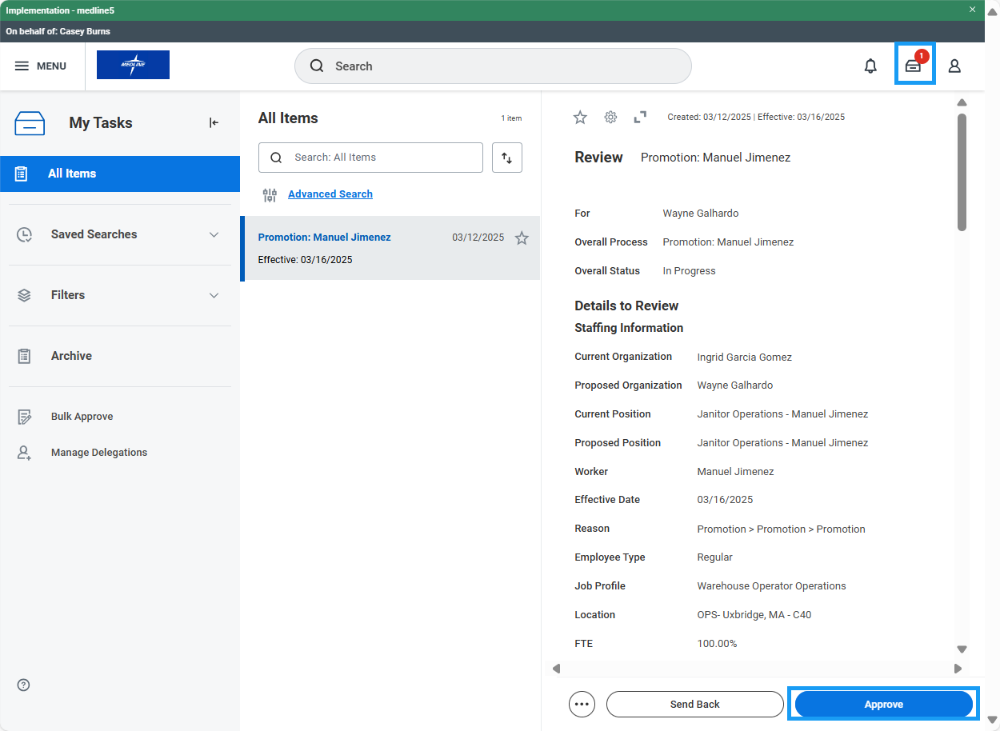 Implementation - medline5
On behalf of: Casey Burns
MENU
MEDLINE
Search
1
My Tasks
All Items
Saved Searches
Filters
Archive
Bulk Approve
Manage Delegations
All Items
1 item
Search: All Items
Advanced Search
Promotion: Manuel Jimenez 03/12/2025
Effective: 03/16/2025
Created: 03/12/2025 | Effective: 03/16/2025
Review Promotion: Manuel Jimenez
For Wayne Galhardo
Overall Process Promotion: Manuel Jimenez
Overall Status In Progress
Details to Review
Staffing Information
Current Organization Ingrid Garcia Gomez
Proposed Organization Wayne Galhardo
Current Position Janitor Operations - Manuel Jimenez
Proposed Position Janitor Operations - Manuel Jimenez
Worker Manuel Jimenez
Effective Date 03/16/2025
Reason Promotion > Promotion > Promotion
Employee Type Regular
Job Profile Warehouse Operator Operations
Location OPS- Uxbridge, MA - C40
FTE 100.00%
Send Back
Approve